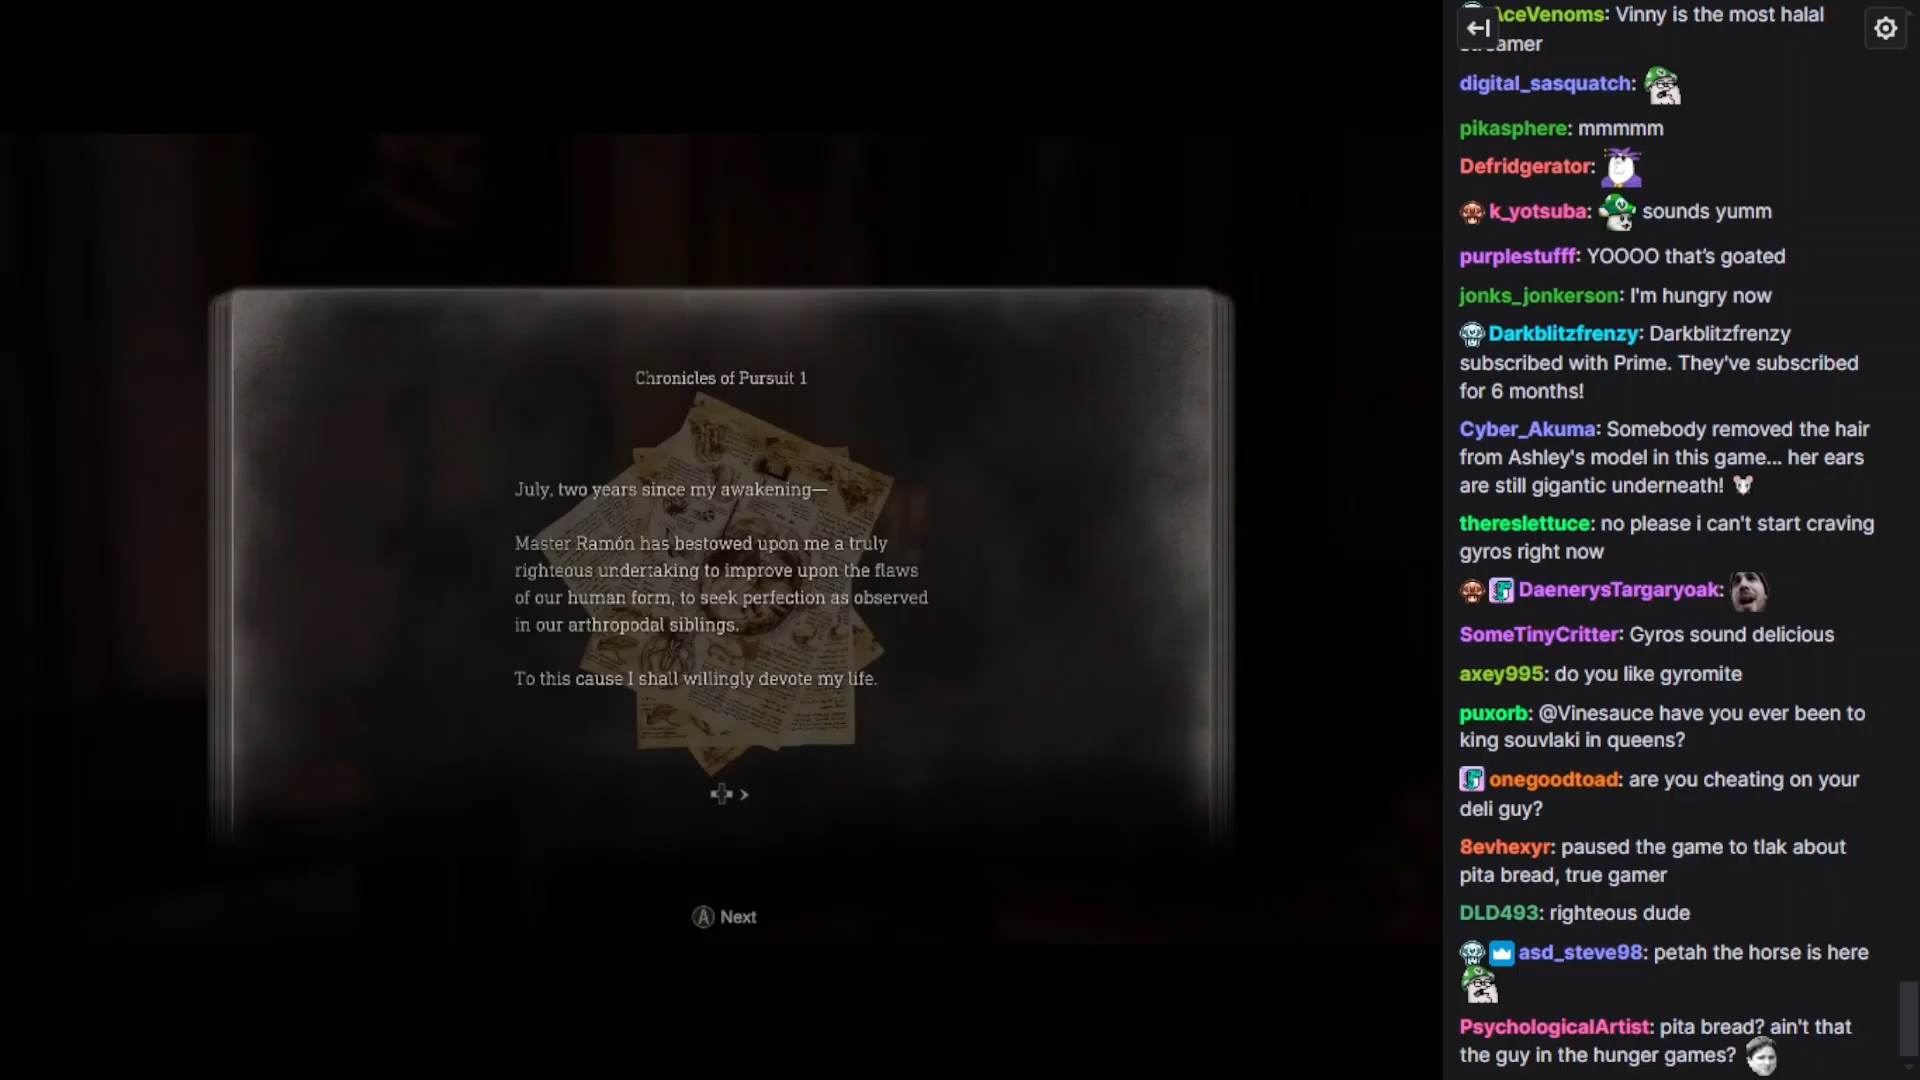 Chronicles of Pursuit 1
July, two years since my awakening—
Master Ramón has bestowed upon me a truly
righteous undertaking to improve upon the flaws
of our human form, to seek perfection as observed
in our arthropodal siblings.
To this cause I shall willingly devote my life.
A Next
AceVenoms: Vinny is the most halal
streamer
digital_sasquatch:
pikasphere: mmmmm
Defridgerator:
k_yotsuba: sounds yumm
purplestufff: YOOOO that's goated
jonks_jonkerson: I'm hungry now
Darkblitzfrenzy: Darkblitzfrenzy
subscribed with Prime. They've subscribed
for 6 months!
Cyber_Akuma: Somebody removed the hair
from Ashley's model in this game... her ears
are still gigantic underneath!
thereslettuce: no please i can't start craving
gyros right now
DaenerysTargaryoak:
SomeTinyCritter: Gyros sound delicious
axey995: do you like gyromite
puxorb: @Vinesauce have you ever been to
king souvlaki in queens?
onegoodtoad: are you cheating on your
deli guy?
8evhexyr: paused the game to tlak about
pita bread, true gamer
DLD493: righteous dude
asd_steve98: petah the horse is here
PsychologicalArtist: pita bread? ain't that
the guy in the hunger games?